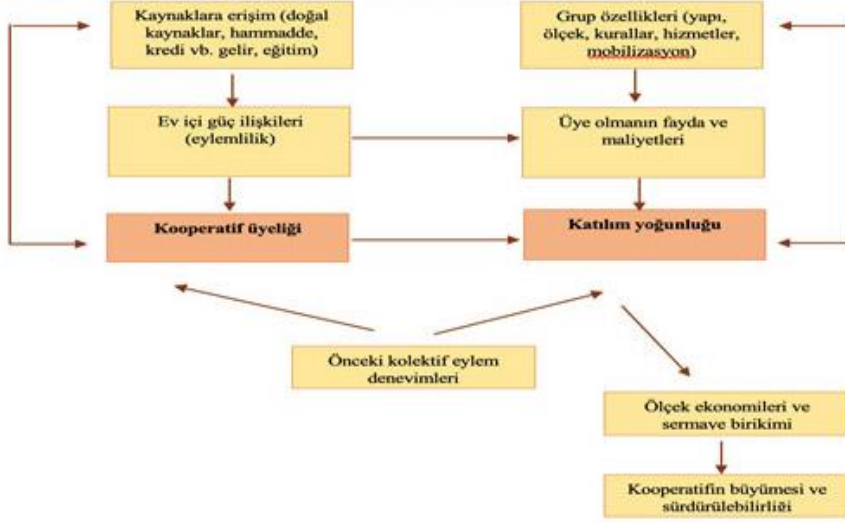 Kaynaklara erişim (doğal
kaynaklar, hammadde,
kredi vb. gelir, eğitim)
Grup özellikleri (yapı,
ölçek, kurallar, hizmetler,
mobilizasyon)
Ev içi güç ilişkileri
(eylemlilik)
Üye olmanın fayda ve
maliyetleri
Kooperatif üyeliği
Katılım yoğunluğu
Önceki kolektif eylem
denevimleri
Ölçek ekonomileri ve
sermave birikimi
Kooperatifin büyümesi ve
sürdürülebilirliği